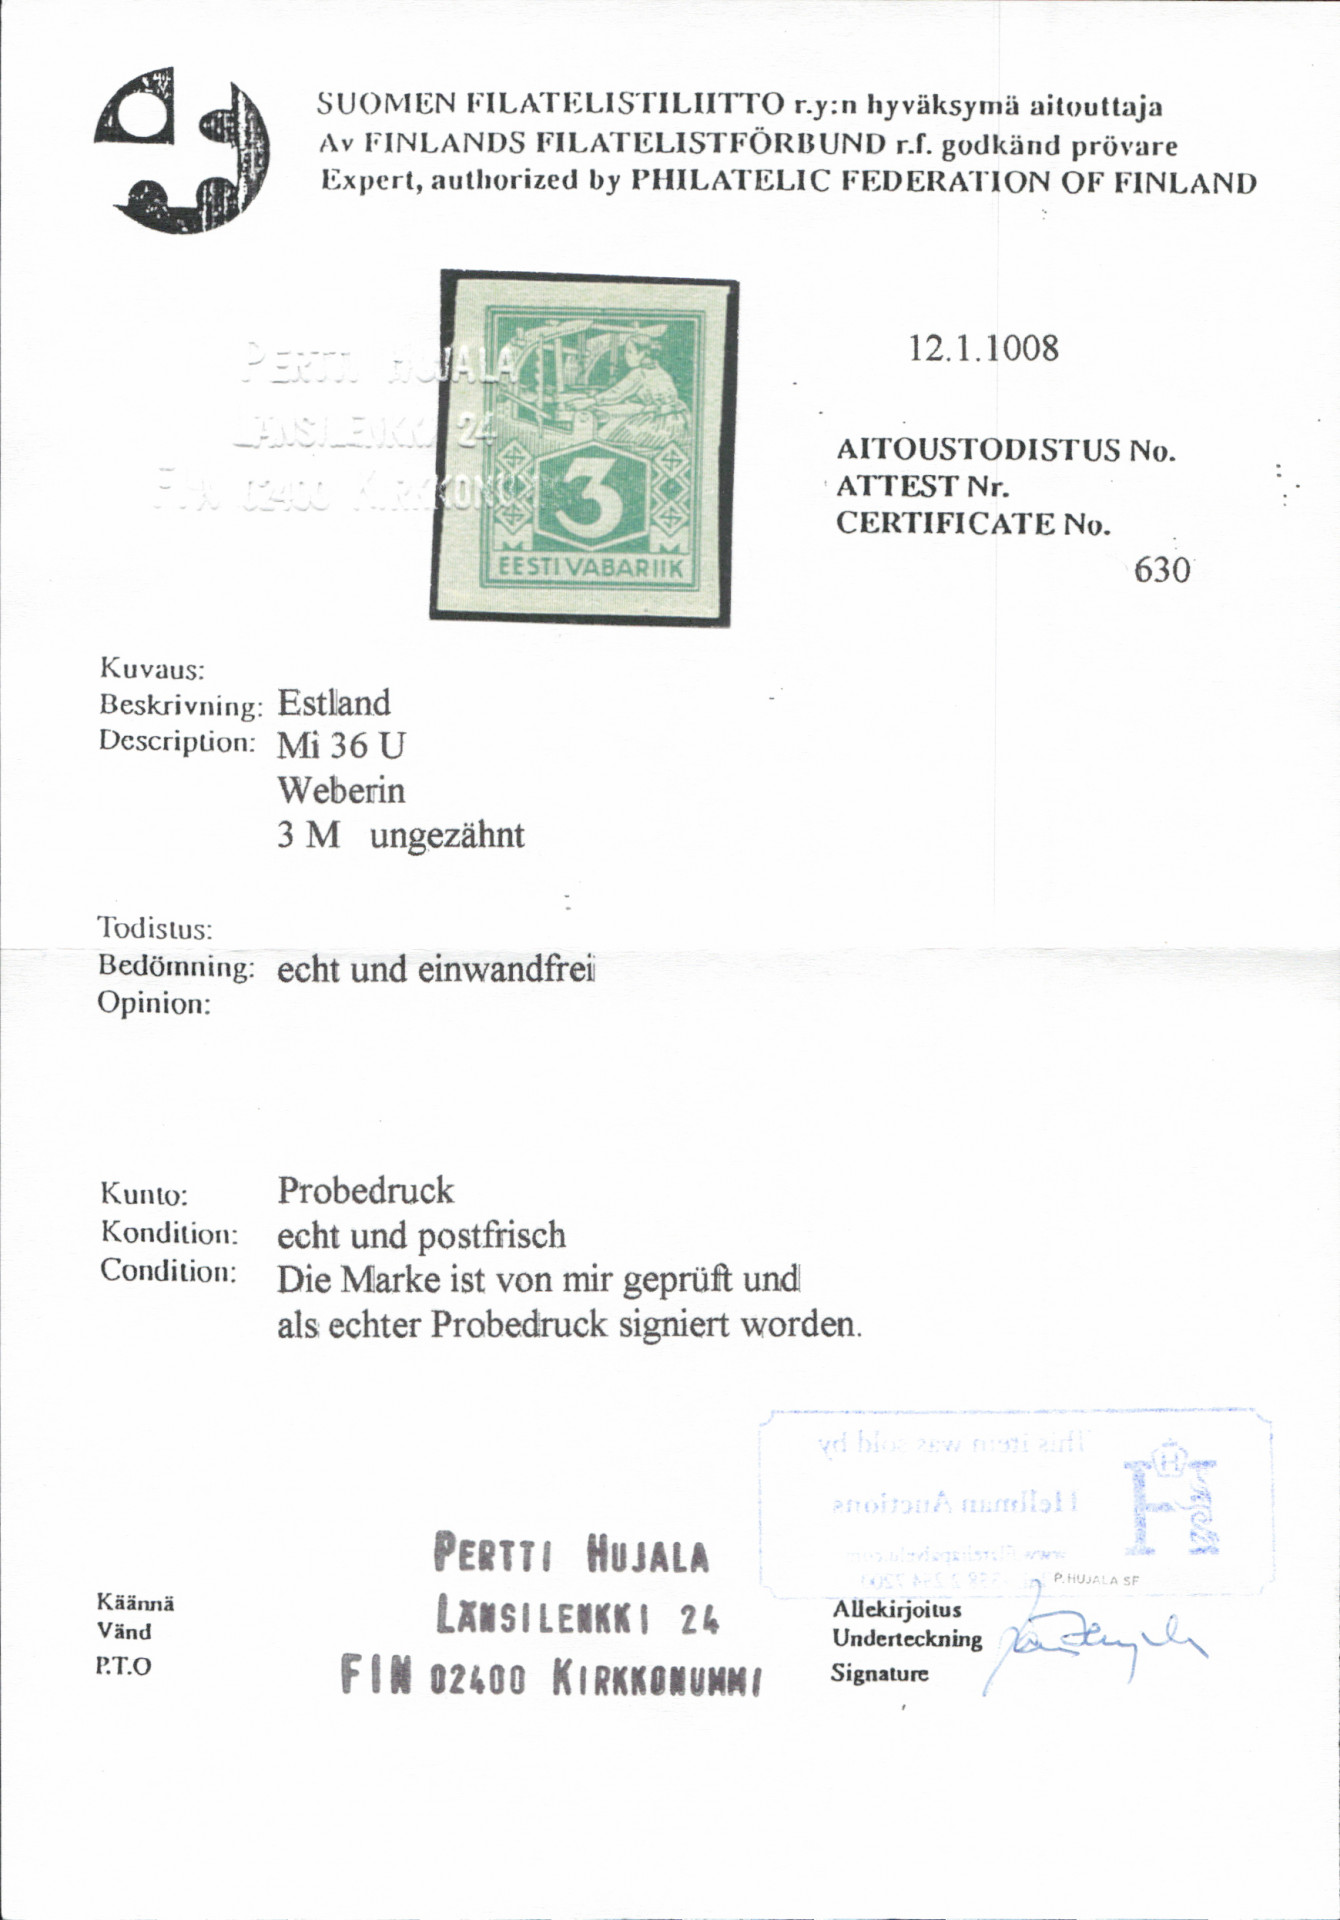 SUOMEN FILATELISTILIITTO r.y:n hyväksymä aitouttaja
Av FINLANDS FILATELISTFÖRBUND r.f. godkänd prövare
Expert, authorized by PHILATELIC FEDERATION OF FINLAND
PERTTI HUJALA
LÄNSILENKKI 24
FIN 02400 KIRKKONU
3
M M
EESTI VABARIIK
12.1.1008
AITOUSTODISTUS No.
ATTEST Nr.
CERTIFICATE No.
630
Kuvaus:
Beskrivning: Estland
Description: Mi 36 U
Weberin
3 M ungezähnt
Todistus:
Bedömning: echt und einwandfrei
Opinion:
Kunto: Probedruck
Kondition: echt und postfrisch
Condition: Die Marke ist von mir geprüft und
als echter Probedruck signiert worden.
This item was sold by
Hellman Auctions
H
PERTTI HUJALA
LÄNSILENKKI 24
FIN 02400 KIRKKONUMMI
P. HUJALA SF
Käännä
Vänd
P.T.O
Allekirjoitus
Underteckning
Signature